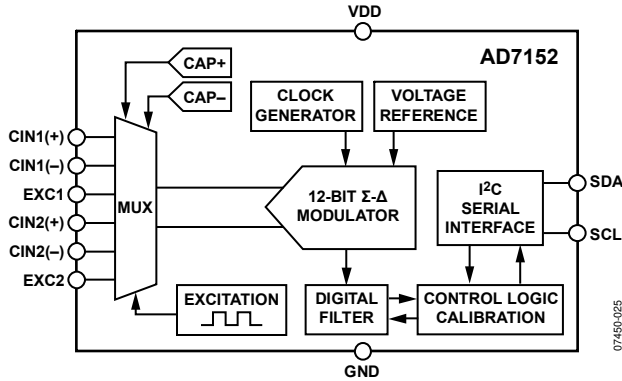 VDD
AD7152
CAP+
CAP–
CLOCK
GENERATOR
VOLTAGE
REFERENCE
CIN1(+)
CIN1(–)
EXC1
CIN2(+)
CIN2(–)
EXC2
MUX
12-BIT Σ-Δ
MODULATOR
I²C
SERIAL
INTERFACE
SDA
SCL
EXCITATION
DIGITAL
FILTER
CONTROL LOGIC
CALIBRATION
GND
07450-025